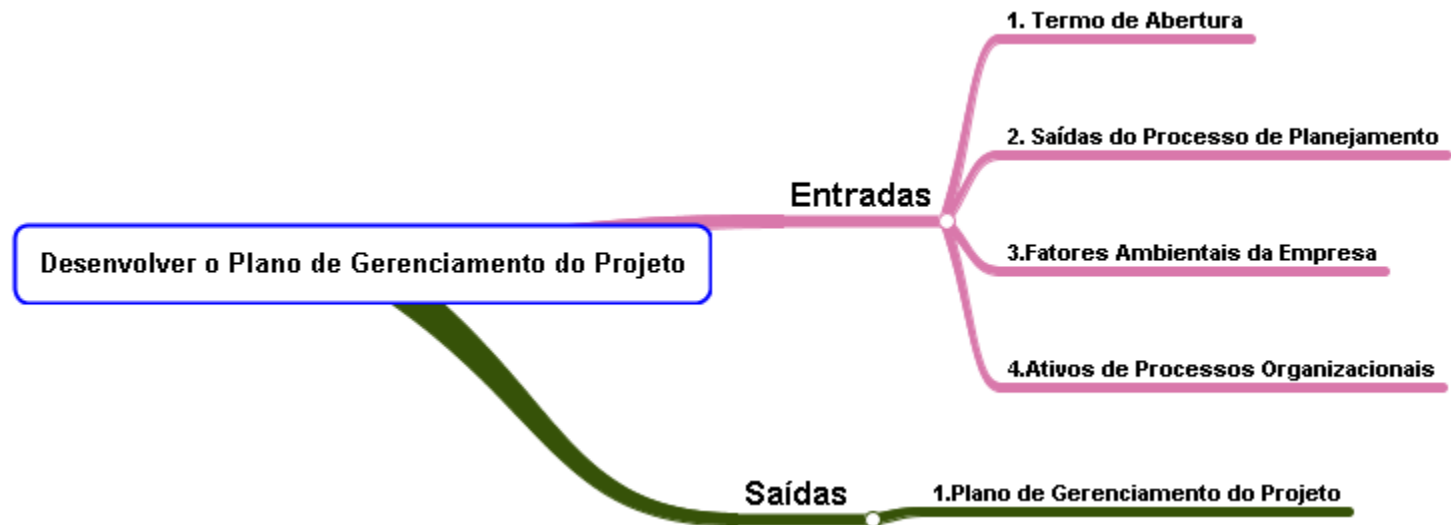 Desenvolver o Plano de Gerenciamento do Projeto
Entradas
1. Termo de Abertura
2. Saídas do Processo de Planejamento
3.Fatores Ambientais da Empresa
4.Ativos de Processos Organizacionais
Saídas
1.Plano de Gerenciamento do Projeto